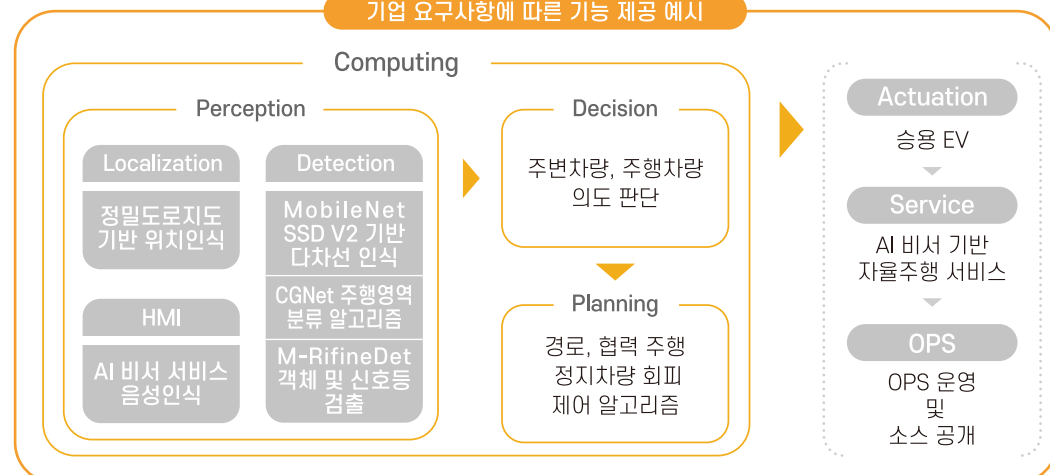 기업 요구사항에 따른 기능 제공 예시
Computing
Perception
Localization
정밀도로지도
기반 위치인식
HMI
AI 비서 서비스
음성인식
Detection
MobileNet
SSD V2 기반
다차선 인식
CGNet 주행영역
분류 알고리즘
M-RifineDet
객체 및 신호등
검출
Decision
주변차량, 주행차량
의도 판단
Planning
경로, 협력 주행
정지차량 회피
제어 알고리즘
Actuation
승용 EV
Service
AI 비서 기반
자율주행 서비스
OPS
OPS 운영
및
소스 공개